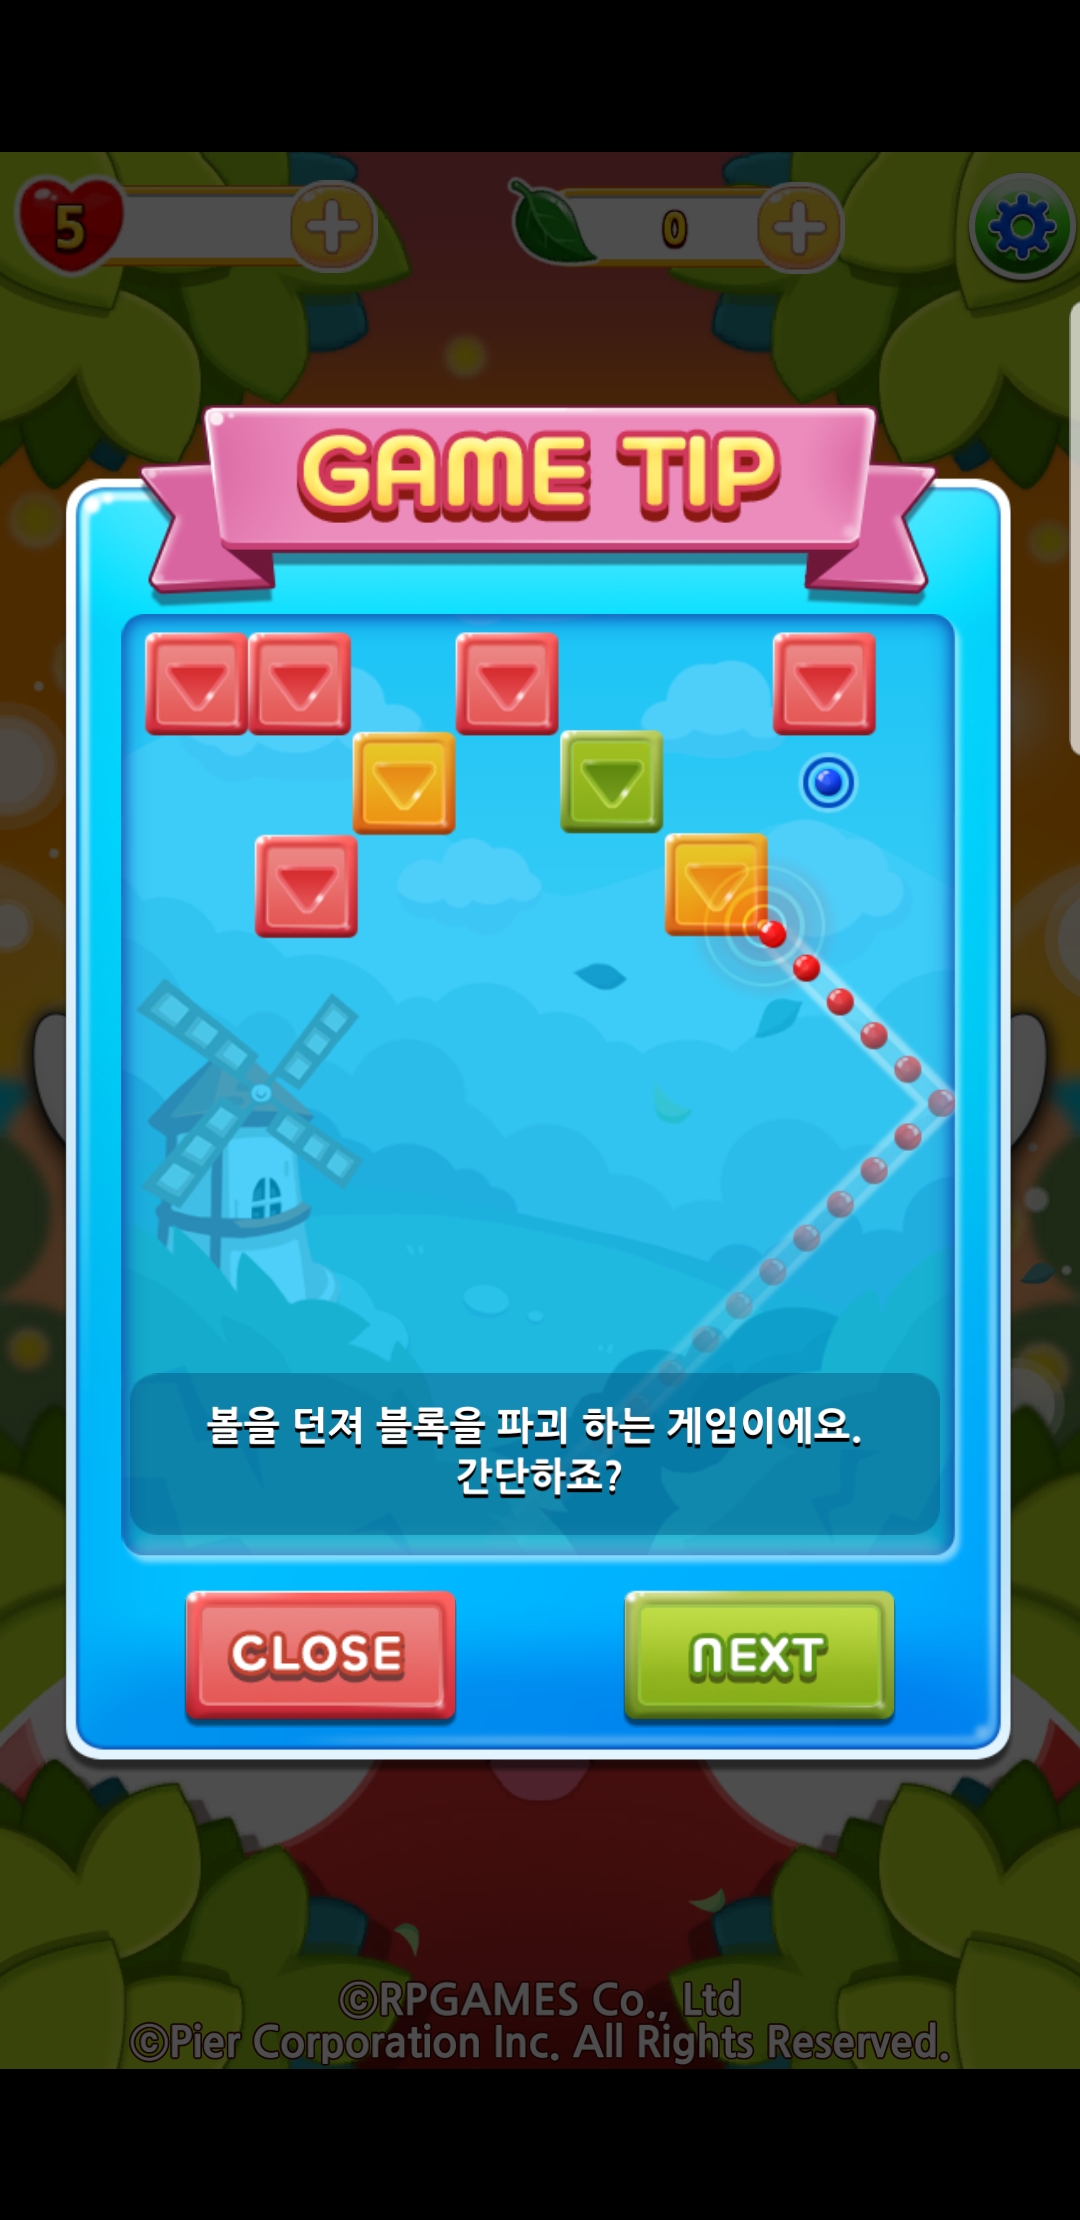 5
0
GAME TIP
볼을 던져 블록을 파괴 하는 게임이에요.
간단하죠?
CLOSE
NEXT
©RPGAMES Co., Ltd
©Pier Corporation Inc. All Rights Reserved.